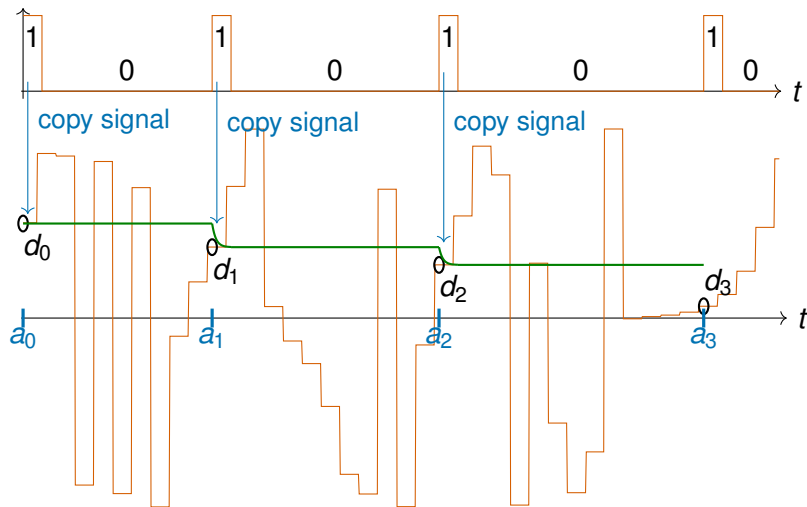 1 1 1 1
0 0 0 0
t
copy signal copy signal copy signal
d0 d1 d2 d3
t
a0 a1 a2 a3